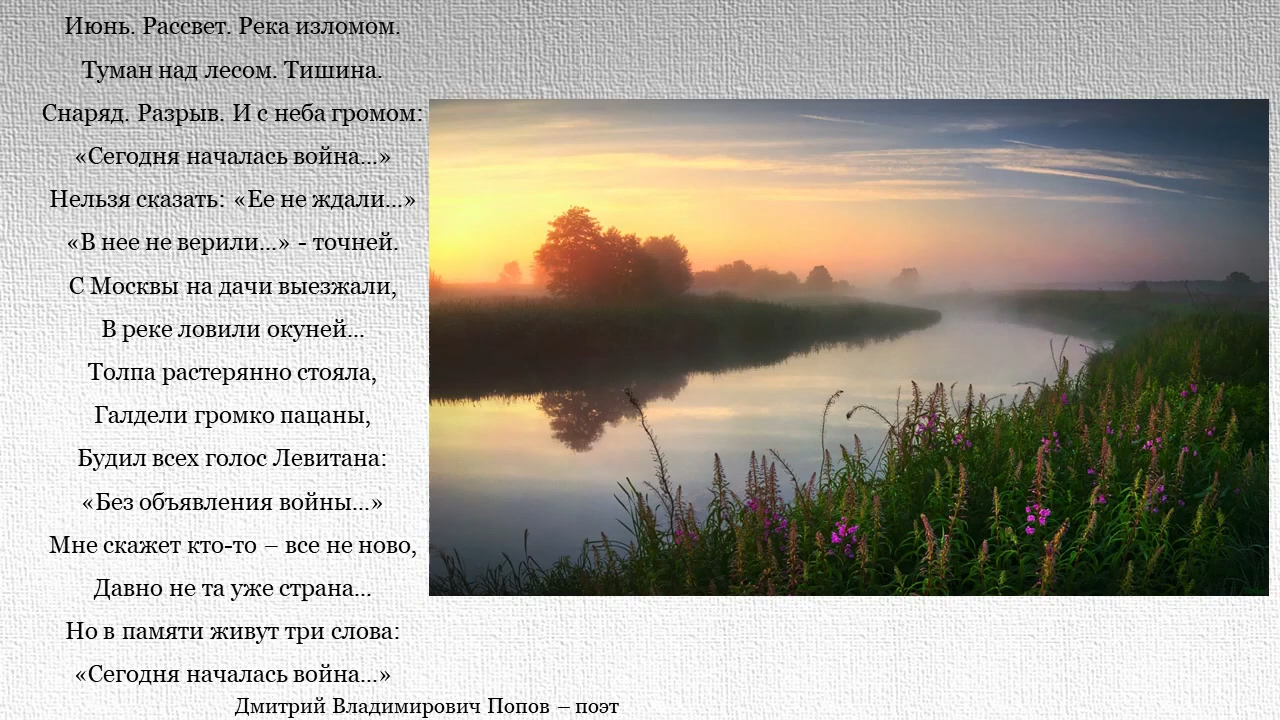 Июнь. Рассвет. Река изломом.
Туман над лесом. Тишина.
Снаряд. Разрыв. И с неба громом:
«Сегодня началась война…»
Нельзя сказать: «Ее не ждали…»
«В нее не верили…» - точней.
С Москвы на дачи выезжали,
В реке ловили окуней…
Толпа растерянно стояла,
Галдели громко пацаны,
Будил всех голос Левитана:
«Без объявления войны…»
Мне скажет кто-то – все не ново,
Давно не та уже страна…
Но в памяти живут три слова:
«Сегодня началась война…»
Дмитрий Владимирович Попов – поэт